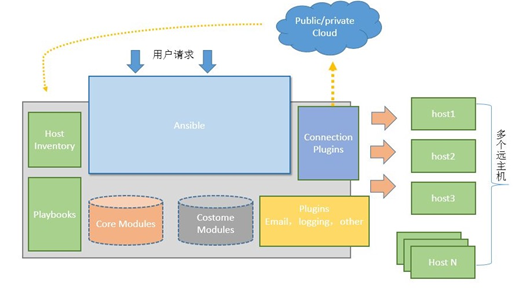 Public/private
Cloud
用户请求
Ansible
Host
Inventory
Connection
Plugins
host1
host2
host3
Host N
多个远主机
Playbooks
Core Modules
Costome
Modules
Plugins
Email，logging，other